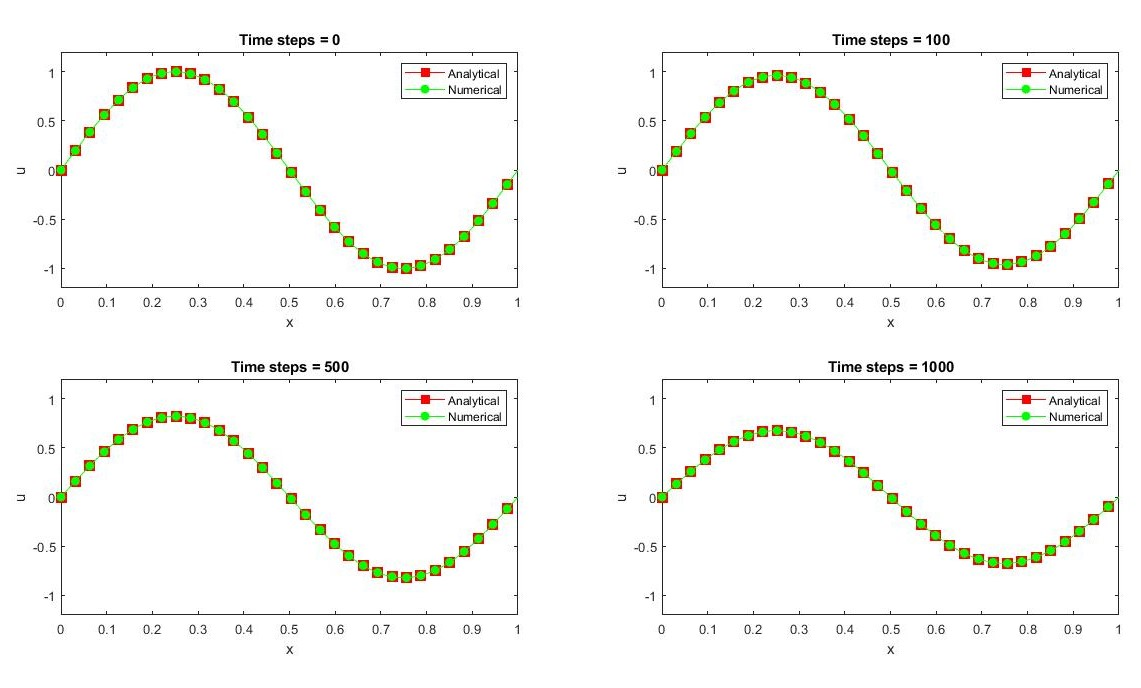 Time steps = 0
Analytical
Numerical
1
0.5
0
-0.5
-1
u
0 0.1 0.2 0.3 0.4 0.5 0.6 0.7 0.8 0.9 1
x
Time steps = 100
Analytical
Numerical
1
0.5
0
-0.5
-1
u
0 0.1 0.2 0.3 0.4 0.5 0.6 0.7 0.8 0.9 1
x
Time steps = 500
Analytical
Numerical
1
0.5
0
-0.5
-1
u
0 0.1 0.2 0.3 0.4 0.5 0.6 0.7 0.8 0.9 1
x
Time steps = 1000
Analytical
Numerical
1
0.5
0
-0.5
-1
u
0 0.1 0.2 0.3 0.4 0.5 0.6 0.7 0.8 0.9 1
x